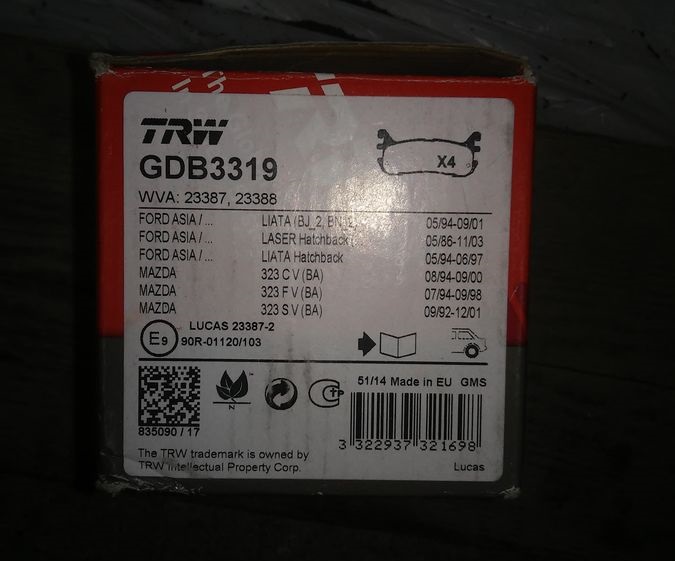 TRW
X4
GDB3319
WVA: 23387, 23388
FORD ASIA / ... LIATA (BJ_2, BN_2) 05/94-09/01
FORD ASIA / ... LASER Hatchback ( 05/86-11/03
FORD ASIA / ... LIATA Hatchback 05/94-06/97
MAZDA 323 C V (BA) 08/94-09/00
MAZDA 323 F V (BA) 07/94-09/98
MAZDA 323 S V (BA) 09/92-12/01
E9 LUCAS 23387-2
90R-01120/103
51/14 Made in EU GMS
N
835090 / 17
3 322937 321698
The TRW trademark is owned by
TRW Intellectual Property Corp.
Lucas